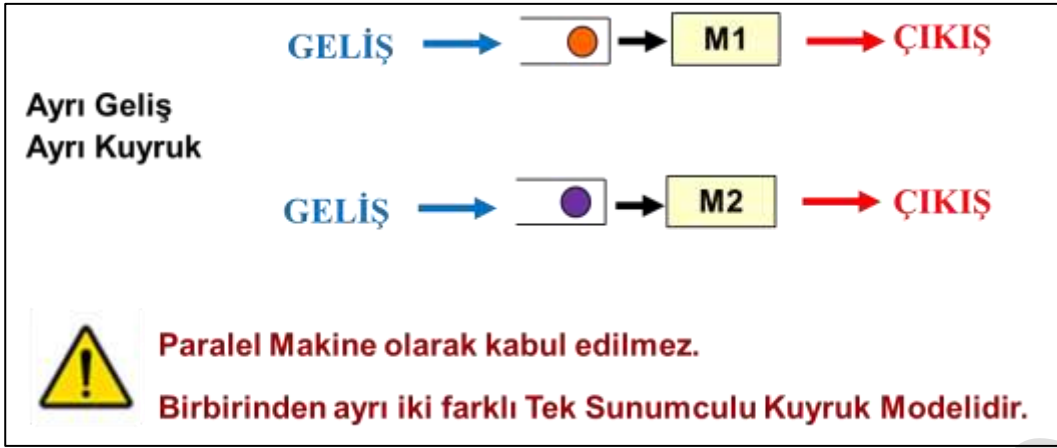 GELİŞ M1 ÇIKIŞ
Ayrı Geliş
Ayrı Kuyruk
GELİŞ M2 ÇIKIŞ
Paralel Makine olarak kabul edilmez.
Birbirinden ayrı iki farklı Tek Sunumculu Kuyruk Modelidir.